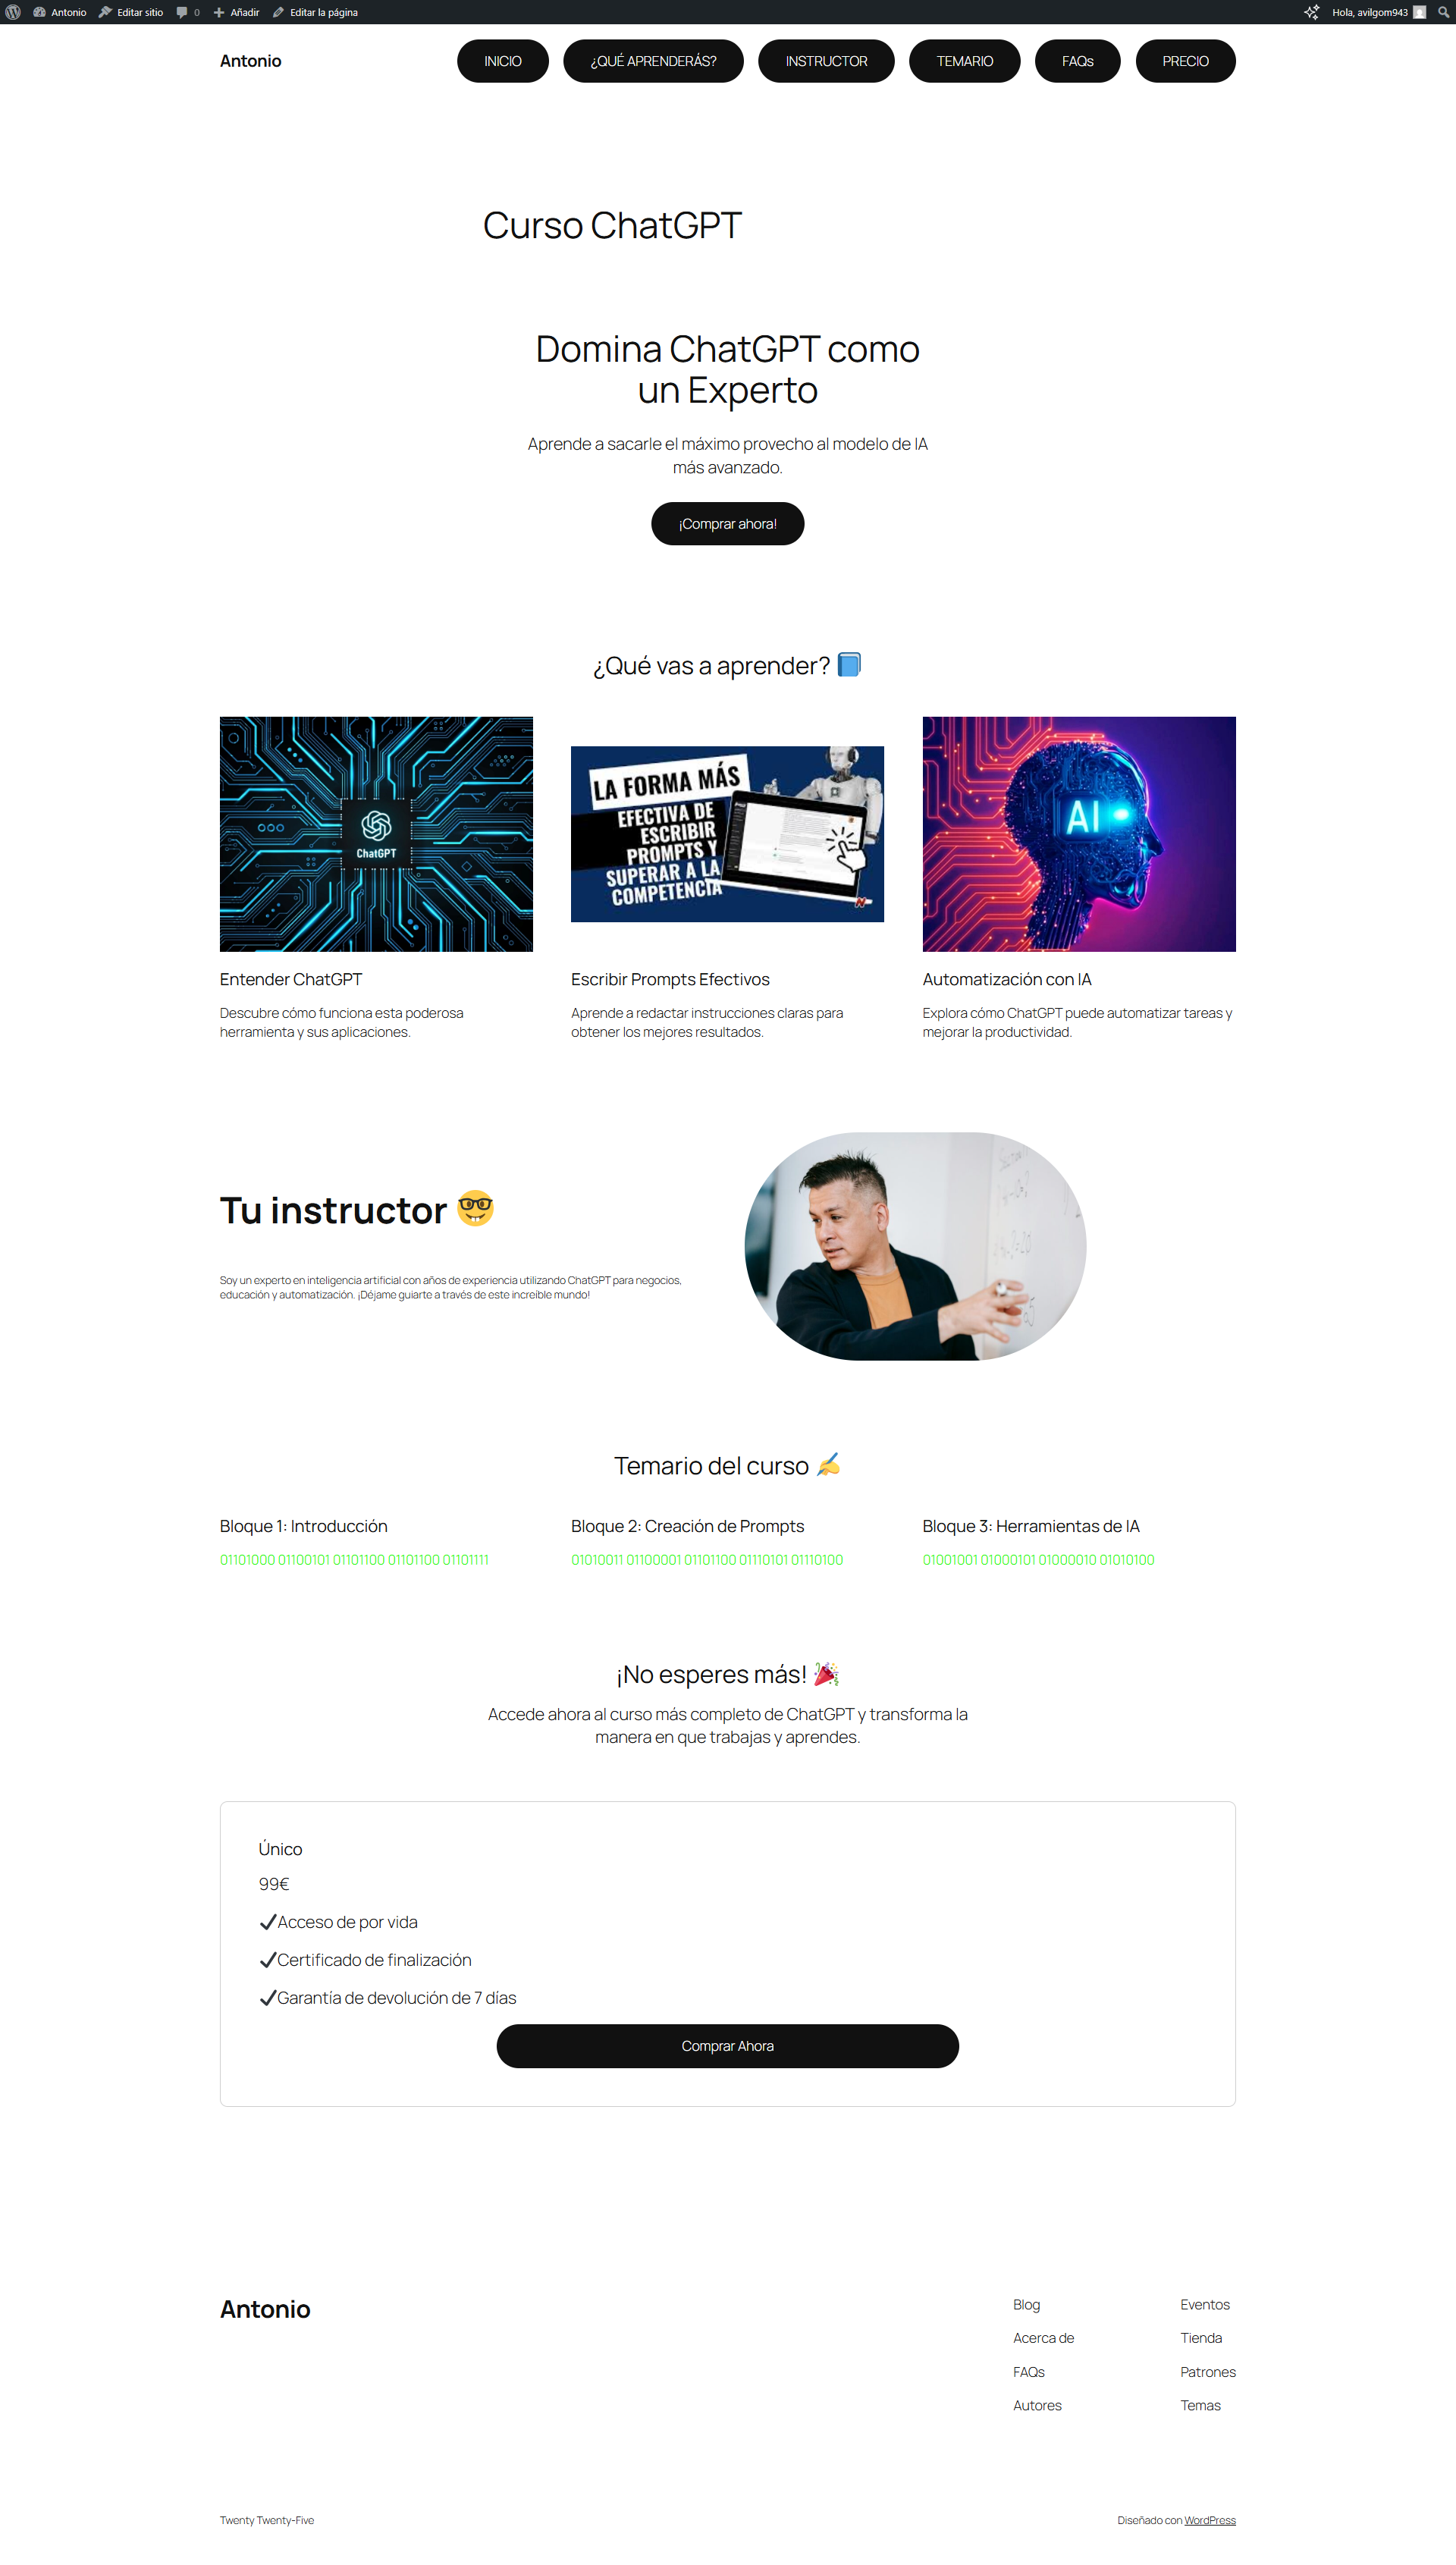 Antonio Editar sitio 0 Añadir Editar la página Hola, avilgom943
Antonio INICIO ¿QUÉ APRENDERÁS? INSTRUCTOR TEMARIO FAQs PRECIO
Curso ChatGPT
Domina ChatGPT como
un Experto
Aprende a sacarle el máximo provecho al modelo de IA
más avanzado.
¡Comprar ahora!
¿Qué vas a aprender? 📘
ChatGPT
LA FORMA MÁS
EFECTIVA DE
ESCRIBIR
PROMPTS Y
SUPERAR A LA
COMPETENCIA
AI
Entender ChatGPT
Descubre cómo funciona esta poderosa
herramienta y sus aplicaciones.
Escribir Prompts Efectivos
Aprende a redactar instrucciones claras para
obtener los mejores resultados.
Automatización con IA
Explora cómo ChatGPT puede automatizar tareas y
mejorar la productividad.
Tu instructor 🤓
Soy un experto en inteligencia artificial con años de experiencia utilizando ChatGPT para negocios,
educación y automatización. ¡Déjame guiarte a través de este increible mundo!
Temario del curso ✍
Bloque 1: Introducción
01101000 01100101 01101100 01101100 01101111
Bloque 2: Creación de Prompts
01010011 01100001 01101100 01110101 01110100
Bloque 3: Herramientas de IA
01001001 01000101 01000010 01010100
¡No esperes más! 🎉
Accede ahora al curso más completo de ChatGPT y transforma la
manera en que trabajas y aprendes.
Único
99€
✔Acceso de por vida
✔Certificado de finalización
✔Garantía de devolución de 7 días
Comprar Ahora
Antonio
Blog
Acerca de
FAQs
Autores
Eventos
Tienda
Patrones
Temas
Twenty Twenty-Five
Diseñado con WordPress